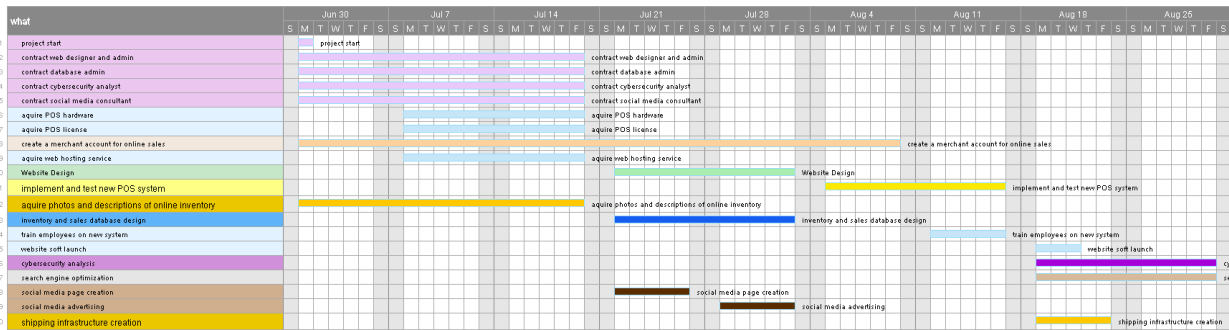 what
Jun 30 Jul 7 Jul 14 Jul 21 Jul 28 Aug 4 Aug 11 Aug 18 Aug 25
S M T W T F S S M T W T F S S M T W T F S S M T W T F S S M T W T F S S M T W T F S S M T W T F S S M T W T F S S M T W T F S
project start project start
contract web designer and admin contract web designer and admin
contract database admin contract database admin
contract cybersecurity analyst contract cybersecurity analyst
contract social media consultant contract social media consultant
aquire POS hardware aquire POS hardware
aquire POS license aquire POS license
create a merchant account for online sales create a merchant account for online sales
aquire web hosting service aquire web hosting service
Website Design Website Design
implement and test new POS system implement and test new POS system
aquire photos and descriptions of online inventory aquire photos and descriptions of online inventory
inventory and sales database design inventory and sales database design
train employees on new system train employees on new system
website soft launch website soft launch
cybersecurity analysis
search engine optimization
social media page creation social media page creation
social media advertising social media advertising
shipping infrastructure creation shipping infrastructure creation